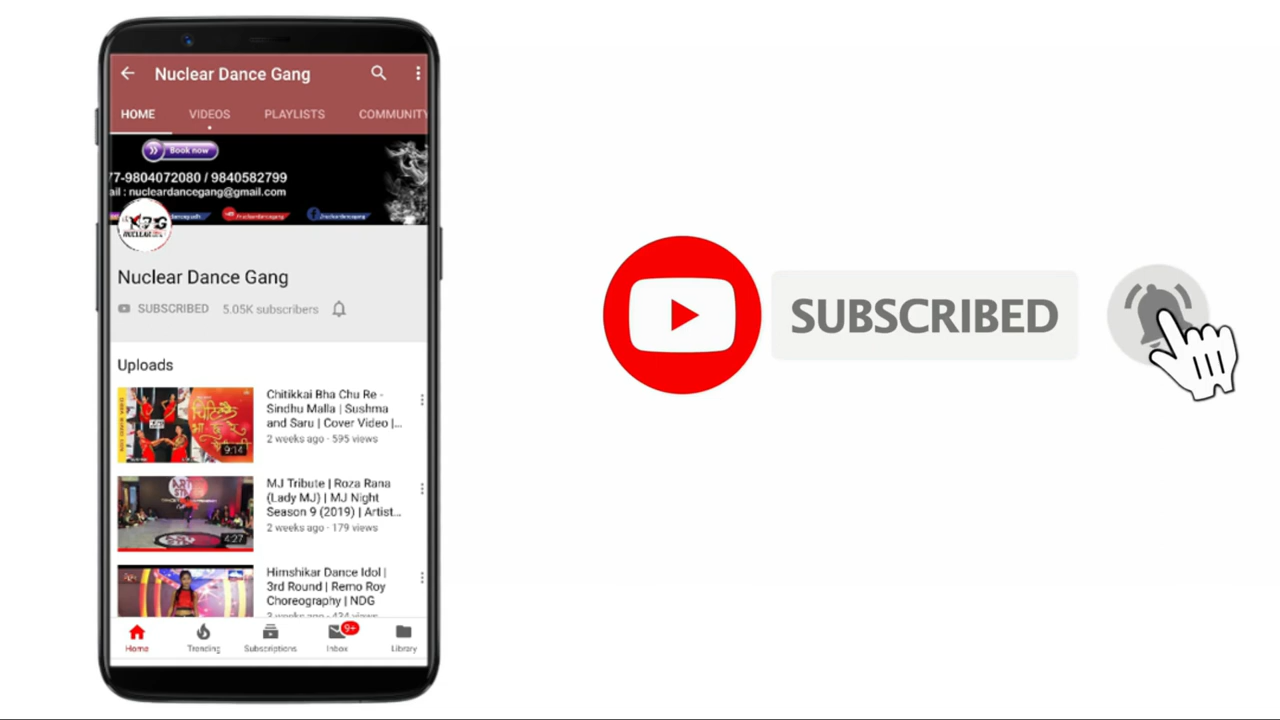 Nuclear Dance Gang
HOME VIDEOS PLAYLISTS COMMUNITY
Book now
77-9804072080 / 9840582799
ail : nucleardancegang@gmail.com
NUCLEAR
Nuclear Dance Gang
SUBSCRIBED 5.05K subscribers
Uploads
Chitikkai Bha Chu Re -
Sindhu Malla | Sushma
and Saru | Cover Video |...
2 weeks ago · 595 views
9:14
MJ Tribute | Roza Rana
(Lady MJ) | MJ Night
Season 9 (2019) | Artist...
2 weeks ago · 179 views
4:27
Himshikar Dance Idol |
3rd Round | Remo Roy
Choreography | NDG
9+
Home Trending Subscriptions Inbox Library
SUBSCRIBED